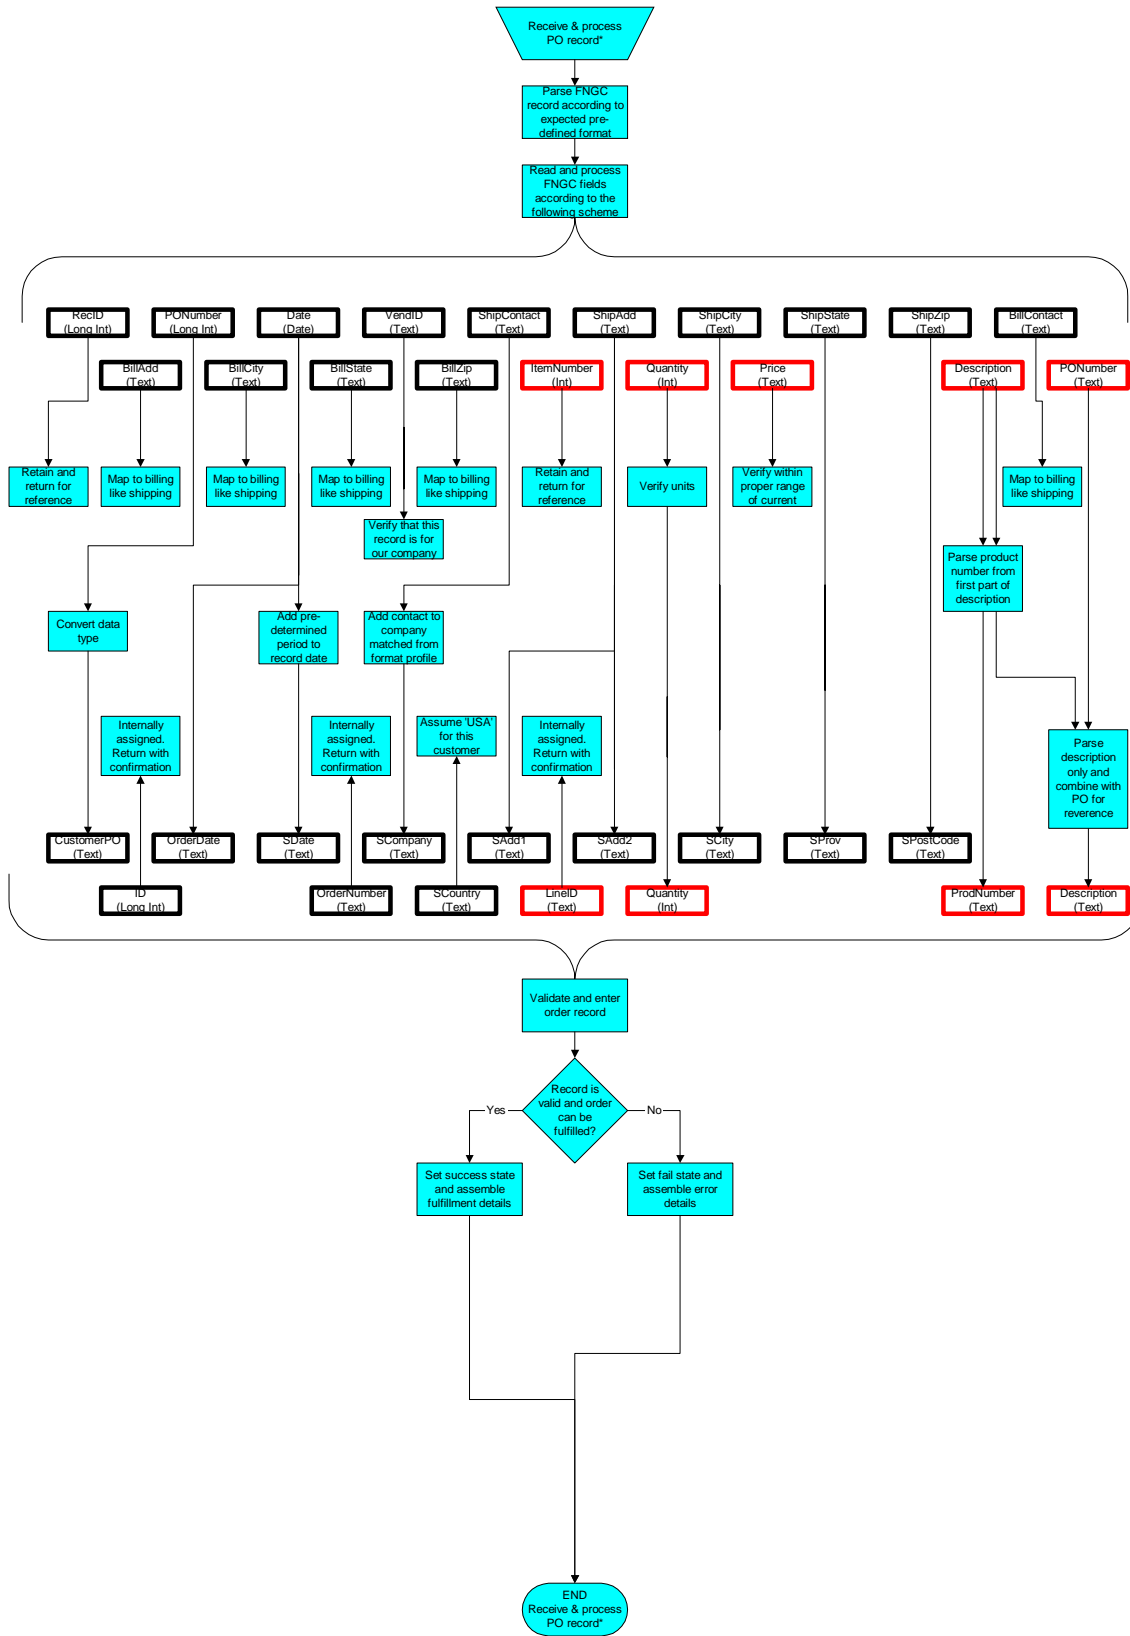 Receive & process
PO record*
Parse FNGC
record according to
expected pre-
defined format
Read and process
FNGC fields
according to the
following scheme
RecID
(Long Int)
PONumber
(Long Int)
Date
(Date)
VendID
(Text)
ShipContact
(Text)
ShipAdd
(Text)
ShipCity
(Text)
ShipState
(Text)
ShipZip
(Text)
BillContact
(Text)
BillAdd
(Text)
BillCity
(Text)
BillState
(Text)
BillZip
(Text)
ItemNumber
(Int)
Quantity
(Int)
Price
(Text)
Description
(Text)
PONumber
(Text)
Retain and
return for
reference
Map to billing
like shipping
Map to billing
like shipping
Map to billing
like shipping
Map to billing
like shipping
Retain and
return for
reference
Verify units
Verify within
proper range
of current
Map to billing
like shipping
Verify that this
record is for
our company
Parse product
number from
first part of
description
Convert data
type
Add pre-
determined
period to
record date
Add contact to
company
matched from
format profile
Internally
assigned.
Return with
confirmation
Internally
assigned.
Return with
confirmation
Assume 'USA'
for this
customer
Internally
assigned.
Return with
confirmation
Parse
description
only and
combine with
PO for
reverence
CustomerPO
(Text)
OrderDate
(Text)
SDate
(Text)
SCompany
(Text)
SAdd1
(Text)
SAdd2
(Text)
SCity
(Text)
SProv
(Text)
SPostCode
(Text)
ID
(Long Int)
OrderNumber
(Text)
SCountry
(Text)
LineID
(Text)
Quantity
(Int)
ProdNumber
(Text)
Description
(Text)
Validate and enter
order record
Record is
valid and order
can be
fulfilled?
Yes
No
Set success state
and assemble
fulfillment details
Set fail state and
assemble error
details
END
Receive & process
PO record*